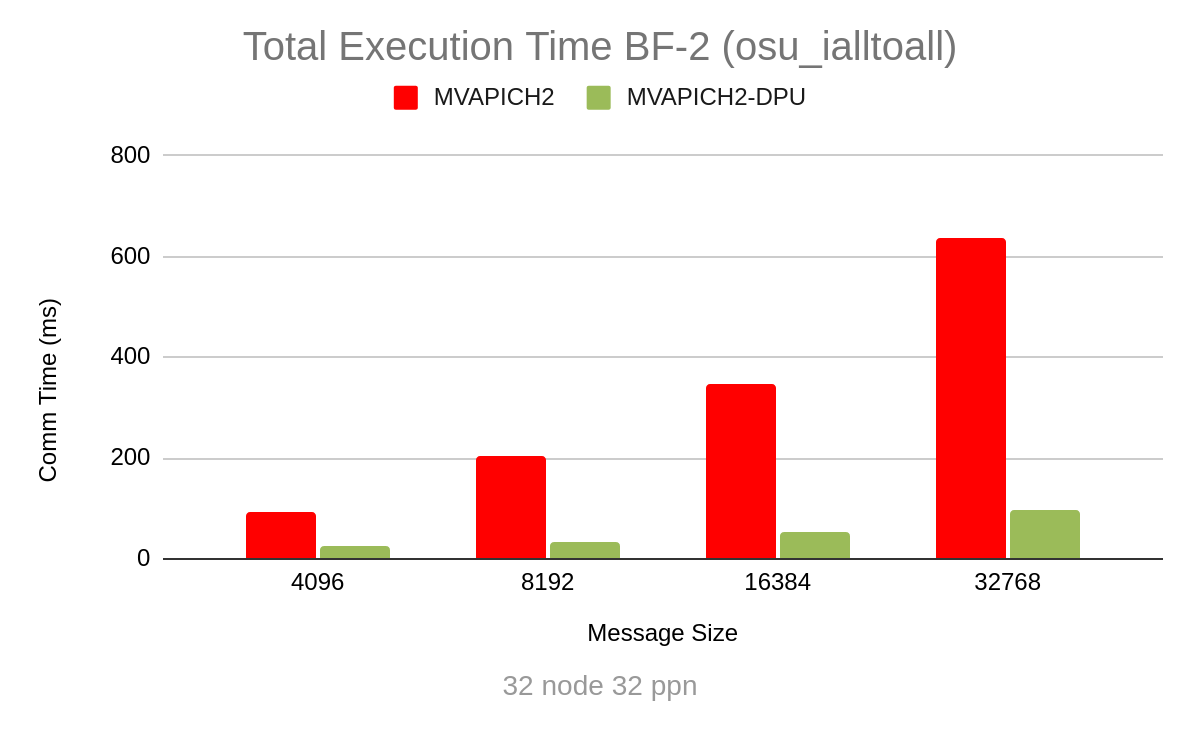 Total Execution Time BF-2 (osu_ialltoall)
MVAPICH2 MVAPICH2-DPU
800
600
400
200
0
Comm Time (ms)
4096 8192 16384 32768
Message Size
32 node 32 ppn